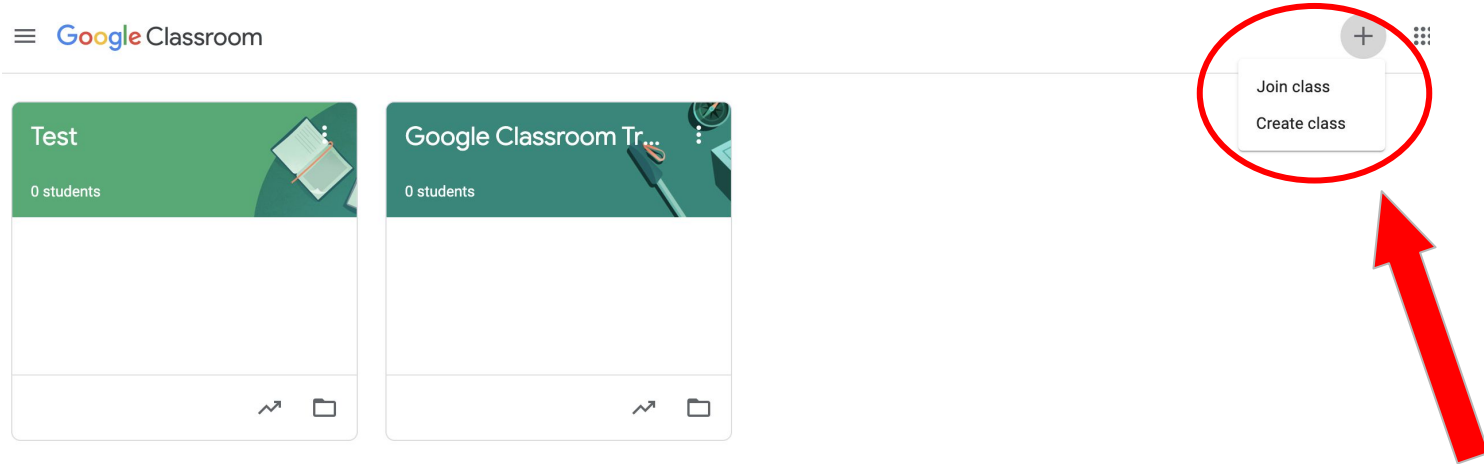 Google Classroom
Join class
Create class
Test
0 students
Google Classroom Tr...
0 students